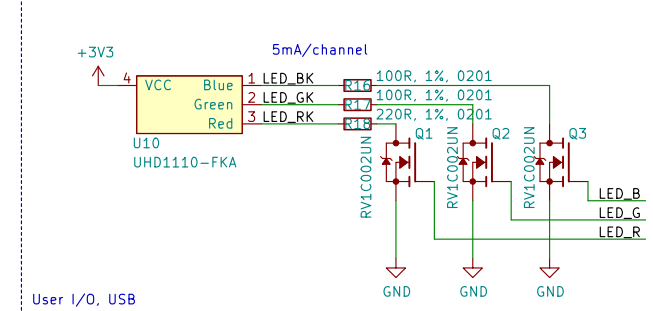 5mA/channel
+3V3
4
VCC
Blue
Green
Red
1
2
3
LED_BK
LED_GK
LED_RK
R16
R17
R18
100R, 1%, 0201
100R, 1%, 0201
220R, 1%, 0201
U10
UHD1110-FKA
Q1
Q2
Q3
RV1C002UN
RV1C002UN
RV1C002UN
LED_B
LED_G
LED_R
GND
GND
GND
User I/O, USB